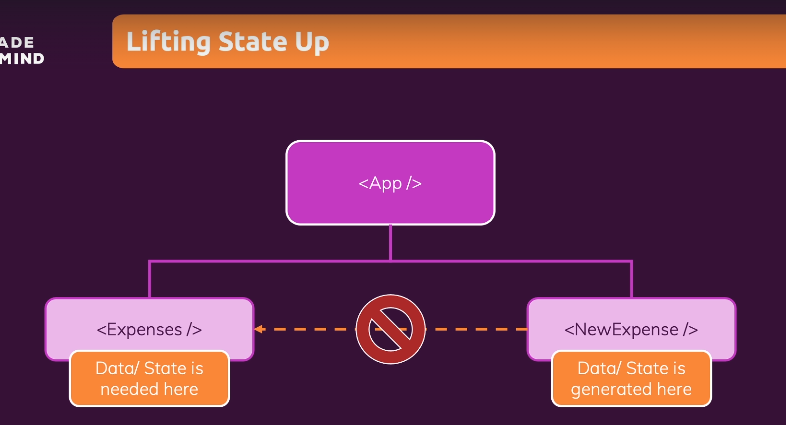 ADE
MIND
Lifting State Up
<App />
<Expenses />
<NewExpense />
Data/ State is
needed here
Data/ State is
generated here